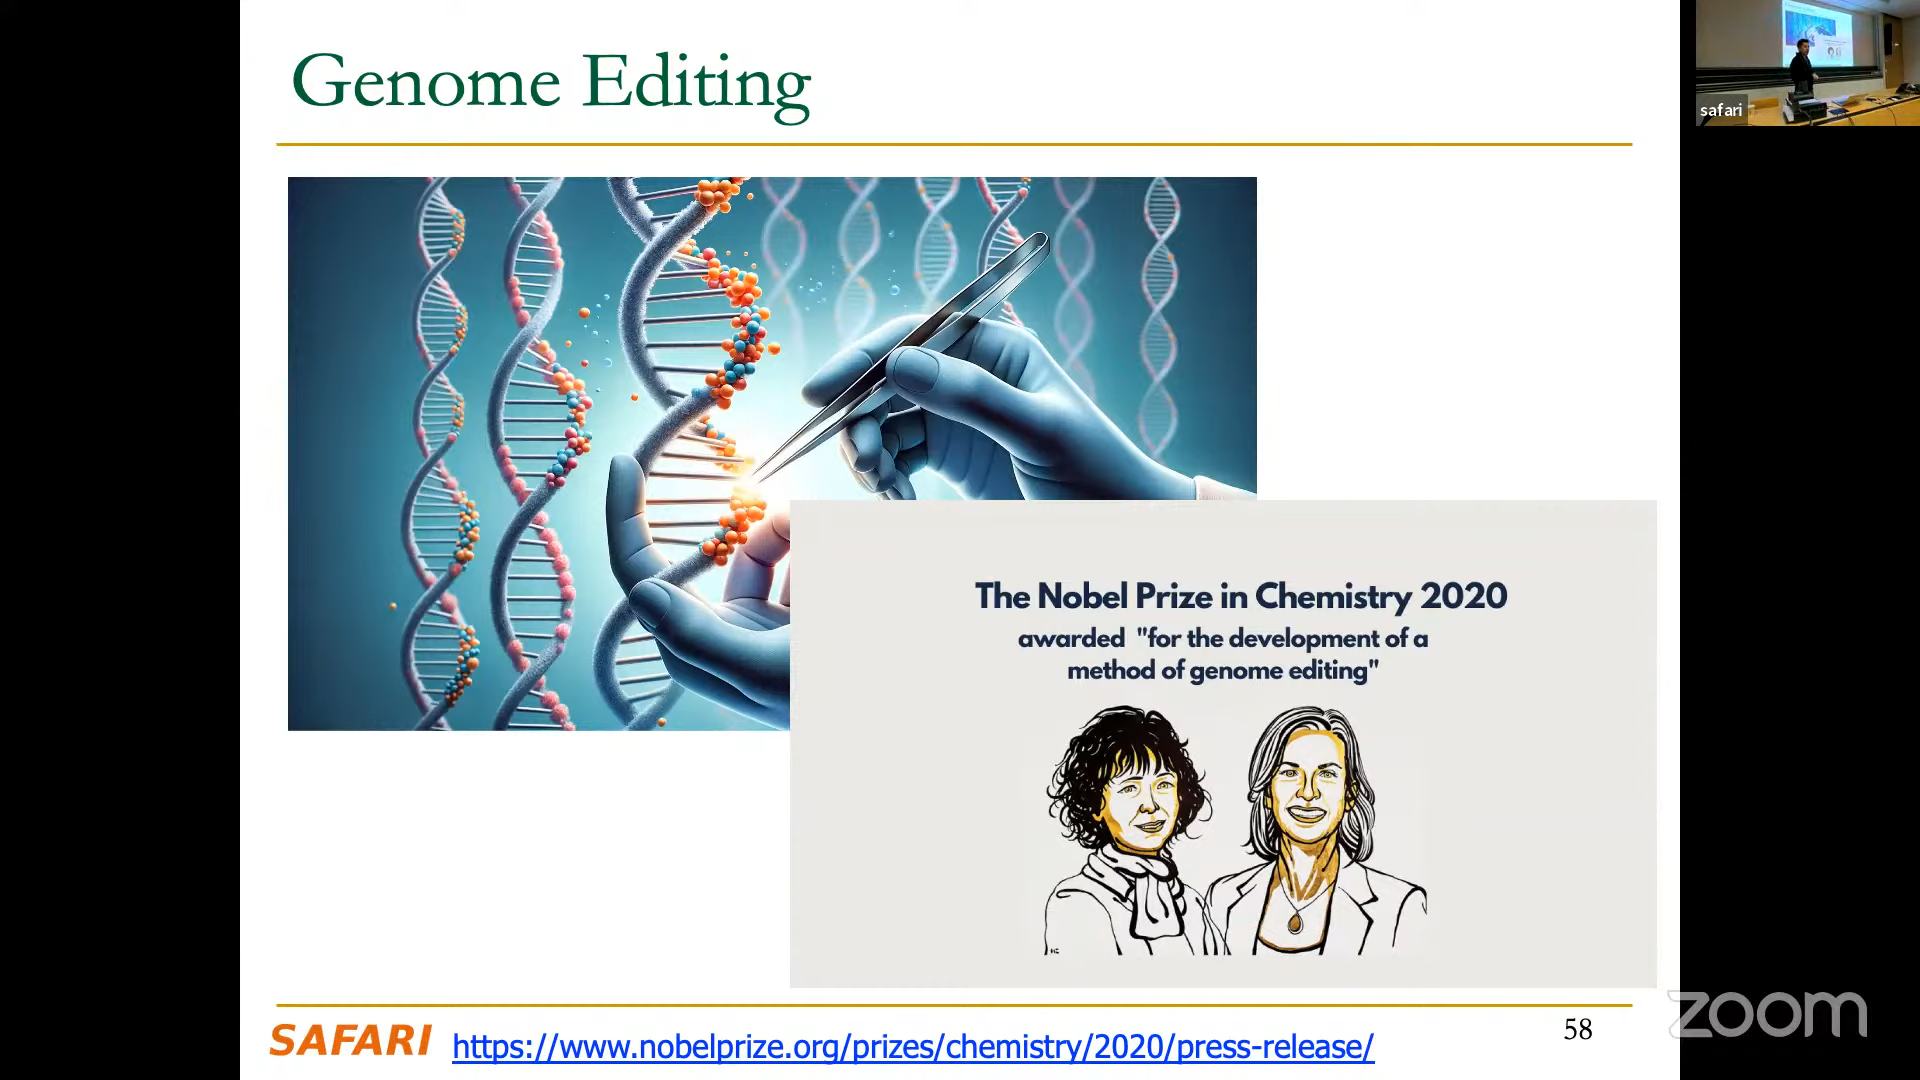 Genome Editing
safari
The Nobel Prize in Chemistry 2020
awarded "for the development of a
method of genome editing"
SAFARI
https://www.nobelprize.org/prizes/chemistry/2020/press-release/
58
zoom